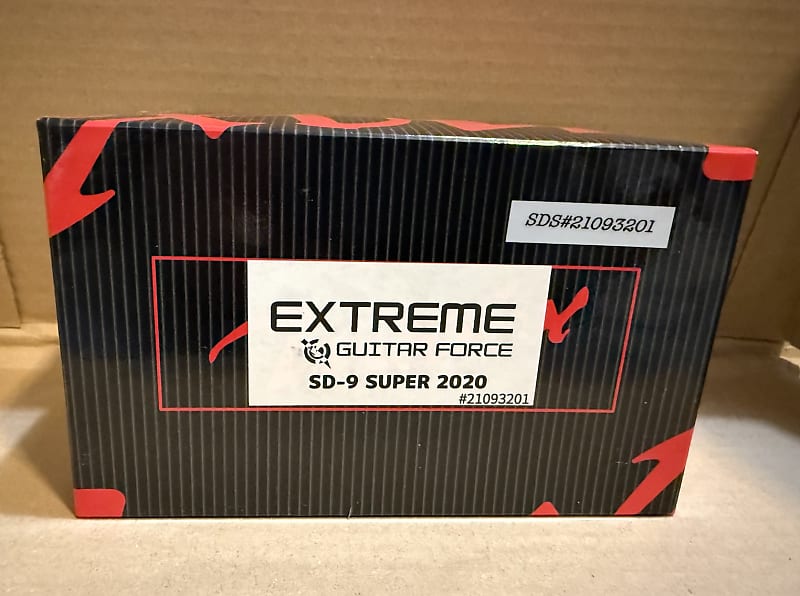 SDS#21093201
EXTREME
GUITAR FORCE
SD-9 SUPER 2020
#21093201